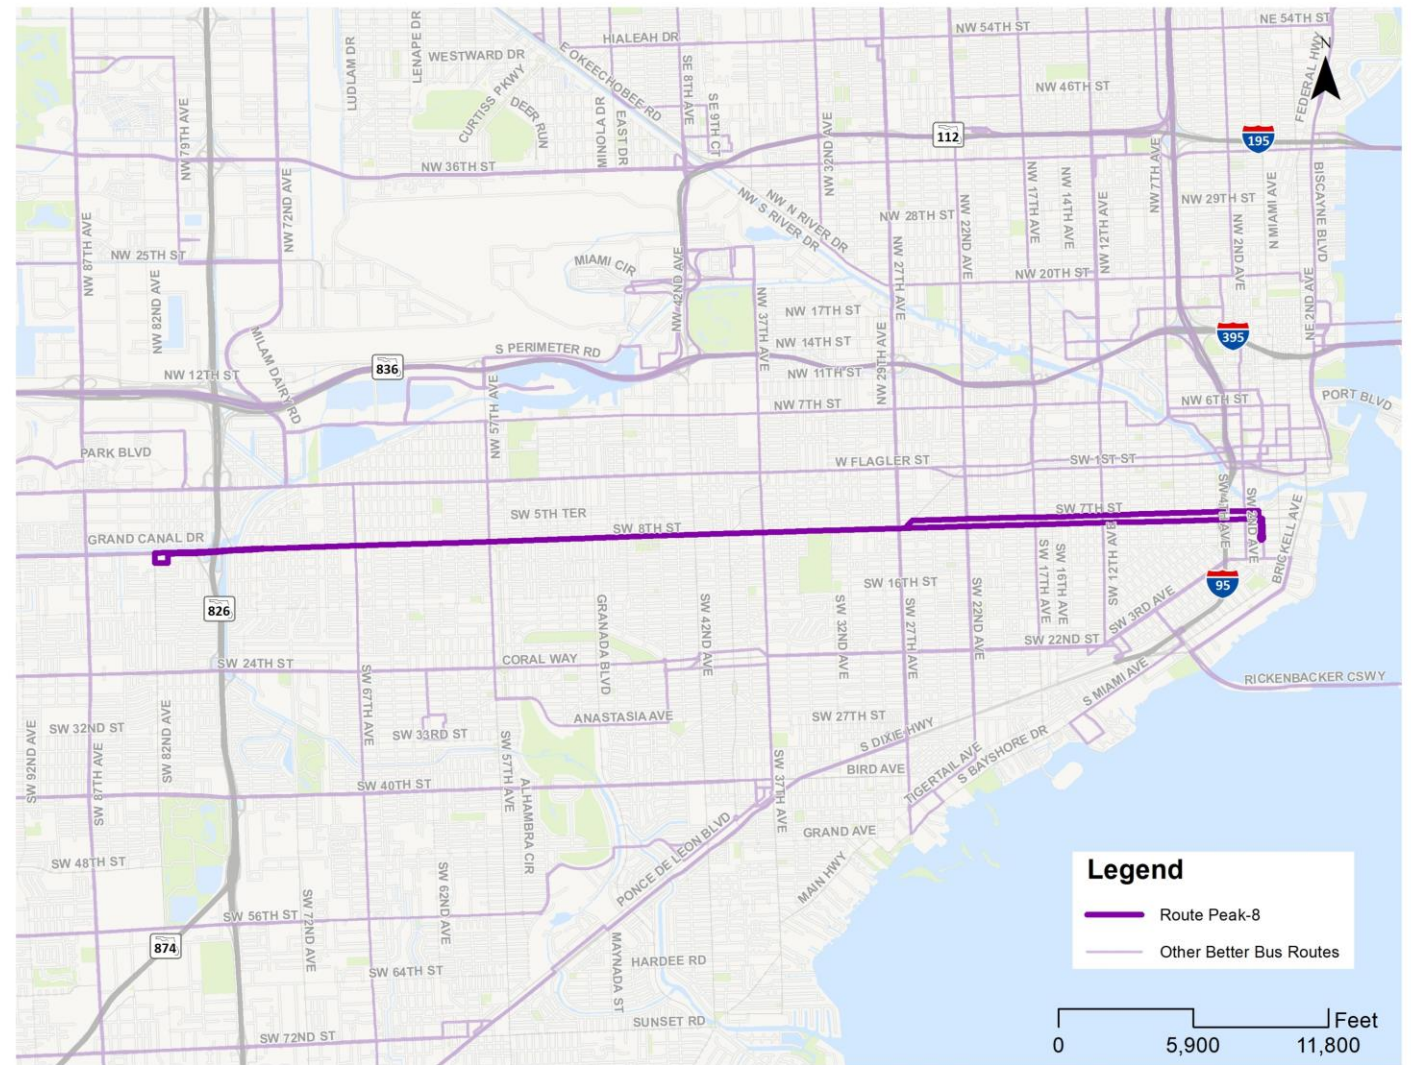 NE 54TH ST
NW 54TH ST
HIALEAH DR
WESTWARD DR
LENAPE DR
LUDLAM DR
E OKEECHOBEE RD
SE 8TH AVE
SE 9TH CT
N
FEDERAL HWY
NW 46TH ST
CURTISS PKWY
DEER RUN
MINOLA DR
EAST DR
NW 79TH AVE
112
195
NW 32ND AVE
NW 36TH ST
NW 7TH AVE
BISCAYNE BLVD
NW 72ND AVE
NW 87TH AVE
NW N RIVER DR
NW S RIVER DR
NW 28TH ST
NW 22ND AVE
NW 17TH AVE
NW 14TH AVE
NW 12TH AVE
NW 29TH ST
NW 2ND AVE
N MIAMI AVE
NW 25TH ST
MIAMI CIR
NW 42ND AVE
NW 27TH AVE
NW 20TH ST
NW 82ND AVE
NW 37TH AVE
NW 17TH ST
NE 2ND AVE
MILAM DAIRY RD
S PERIMETER RD
NW 14TH ST
NW 29TH AVE
395
836
NW 12TH ST
NW 11TH ST
NW 57TH AVE
NW 7TH ST
NW 6TH ST
PORT BLVD
PARK BLVD
W FLAGLER ST
SW 1ST ST
SW 5TH TER
SW 8TH ST
SW 7TH ST
SW 4TH AVE
SW 2ND AVE
BRICKELL AVE
GRAND CANAL DR
SW 12TH AVE
SW 17TH AVE
SW 16TH AVE
SW 16TH ST
95
826
GRANADA BLVD
SW 42ND AVE
SW 32ND AVE
SW 27TH AVE
SW 22ND AVE
SW 3RD AVE
SW 22ND ST
SW 24TH ST
CORAL WAY
SW 67TH AVE
S MIAMI AVE
RICKENBACKER CSWY
SW 92ND AVE
SW 32ND ST
SW 87TH AVE
SW 82ND AVE
SW 33RD ST
ANASTASIA AVE
SW 27TH ST
S DIXIE HWY
SW 57TH AVE
SW 37TH AVE
BIRD AVE
TIGERTAIL AVE
S BAYSHORE DR
SW 40TH ST
ALHAMBRA CIR
PONCE DE LEON BLVD
GRAND AVE
MAIN HWY
SW 48TH ST
SW 62ND AVE
SW 72ND AVE
SW 56TH ST
874
MAYNADA ST
HARDEE RD
SW 64TH ST
SUNSET RD
SW 72ND ST
Legend
Route Peak-8
Other Better Bus Routes
Feet
0 5,900 11,800